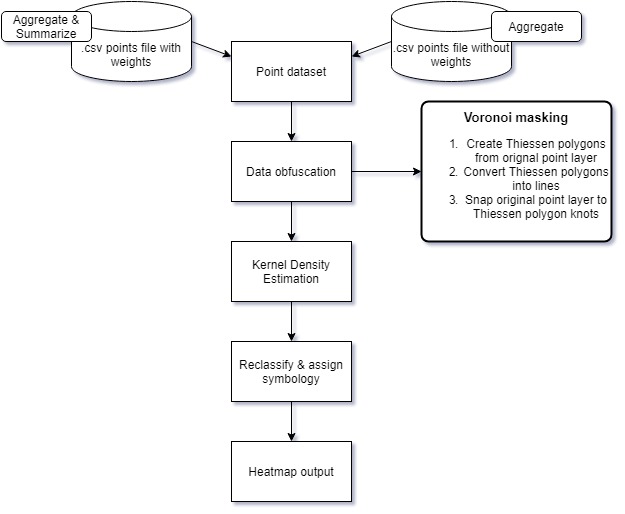 Aggregate &
Summarize
.csv points file with
weights
.csv points file without
weights
Aggregate
Point dataset
Voronoi masking
1. Create Thiessen polygons
from orignal point layer
2. Convert Thiessen polygons
into lines
3. Snap original point layer to
Thiessen polygon knots
Data obfuscation
Kernel Density
Estimation
Reclassify & assign
symbology
Heatmap output